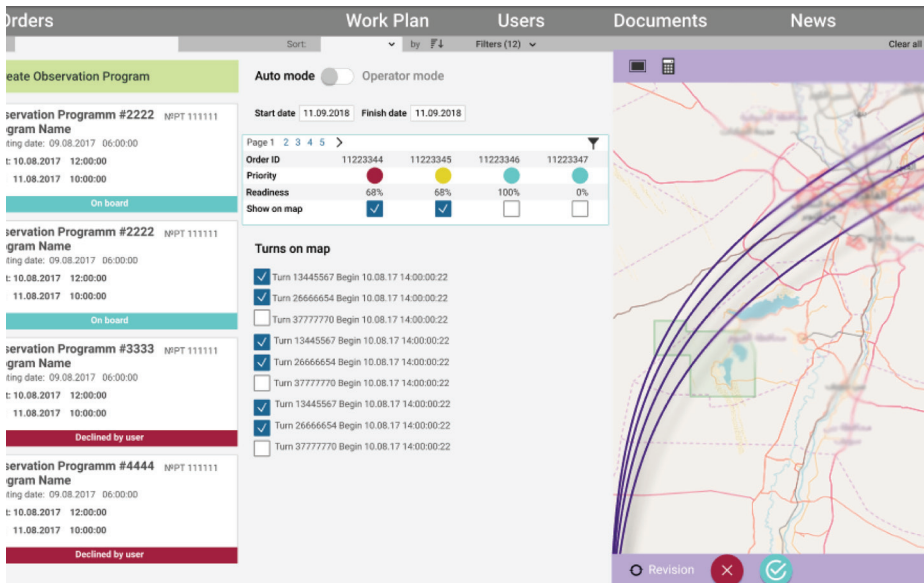 Orders Work Plan Users Documents News
Sort: by Filters (12) Clear all
eate Observation Program
Auto mode Operator mode
Start date 11.09.2018 Finish date 11.09.2018
servation Programm #2222 №PT 111111
gram Name
ting date: 09.08.2017 06:00:00
t: 10.08.2017 12:00:00
11.08.2017 10:00:00
On board
servation Programm #2222 №PT 111111
ogram Name
ting date: 09.08.2017 06:00:00
t: 10.08.2017 12:00:00
11.08.2017 10:00:00
On board
servation Programm #3333 №PT 111111
ogram Name
ating date: 09.08.2017 06:00:00
t: 10.08.2017 12:00:00
11.08.2017 10:00:00
Declined by user
servation Programm #4444 №PT 111111
ogram Name
ating date: 09.08.2017 06:00:00
t: 10.08.2017 12:00:00
11.08.2017 10:00:00
Declined by user
Page 1 2 3 4 5
Order ID 11223344 11223345 11223346 11223347
Priority
Readiness 68% 68% 100% 0%
Show on map
Turns on map
Turn 13445567 Begin 10.08.17 14:00:00:22
Turn 26666654 Begin 10.08.17 14:00:00:22
Turn 37777770 Begin 10.08.17 14:00:00:22
Turn 13445567 Begin 10.08.17 14:00:00:22
Turn 26666654 Begin 10.08.17 14:00:00:22
Turn 37777770 Begin 10.08.17 14:00:00:22
Turn 13445567 Begin 10.08.17 14:00:00:22
Turn 26666654 Begin 10.08.17 14:00:00:22
Turn 37777770 Begin 10.08.17 14:00:00:22
Revision